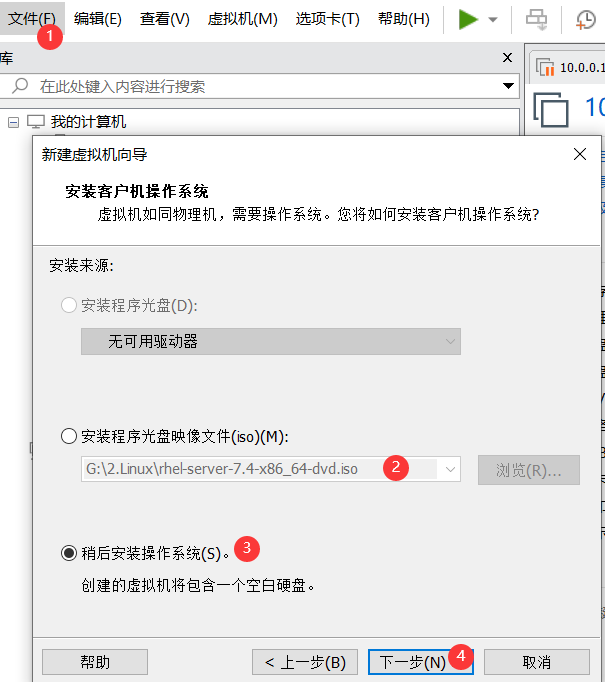 文件(F) 编辑(E) 查看(V) 虚拟机(M) 选项卡(T) 帮助(H)
1
库
在此处键入内容进行搜索
10.0.0.1
我的计算机
10
新建虚拟机向导
安装客户机操作系统
虚拟机如同物理机，需要操作系统。您将如何安装客户机操作系统?
安装来源:
安装程序光盘(D):
无可用驱动器
安装程序光盘映像文件(iso)(M):
G:\2.Linux\rhel-server-7.4-x86_64-dvd.iso 2 浏览(R)...
稍后安装操作系统(S)。 3
创建的虚拟机将包含一个空白硬盘。
帮助 < 上一步(B) 下一步(N) 4 取消